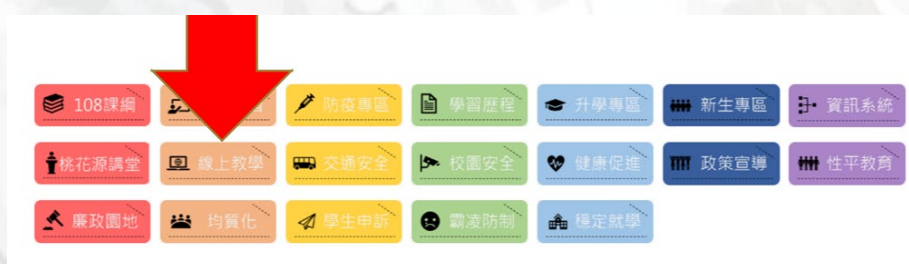 108課綱
防疫專區
學習歷程
升學專區
新生專區
資訊系統
桃花源講堂
線上教學
交通安全
校園安全
健康促進
政策宣導
性平教育
廉政園地
均質化
學生申訴
霸凌防制
穩定就學